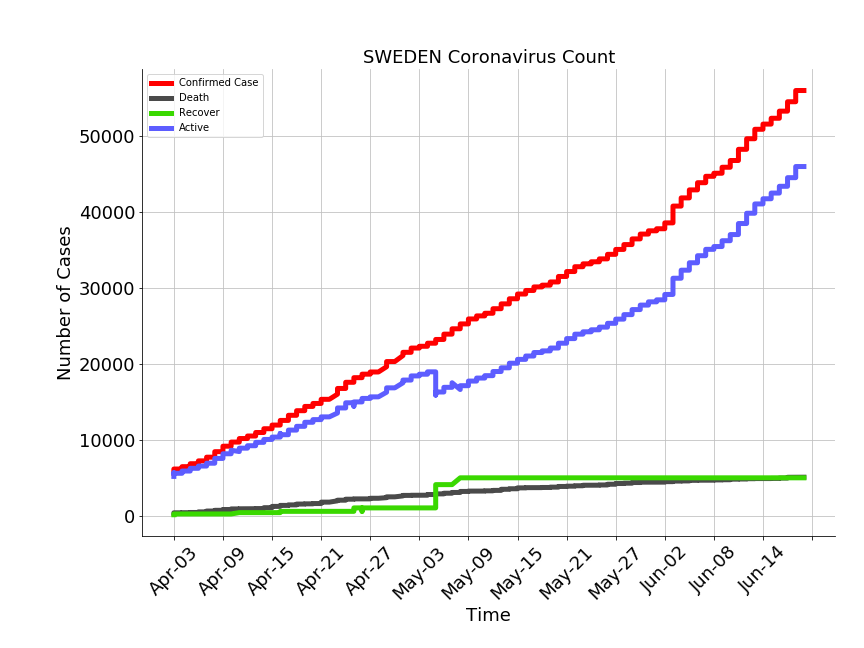 SWEDEN Coronavirus Count
Confirmed Case
Death
Recover
Active
Number of Cases
50000
40000
30000
20000
10000
0
Apr-03
Apr-09
Apr-15
Apr-21
Apr-27
May-03
May-09
May-15
May-21
May-27
Jun-02
Jun-08
Jun-14
Time